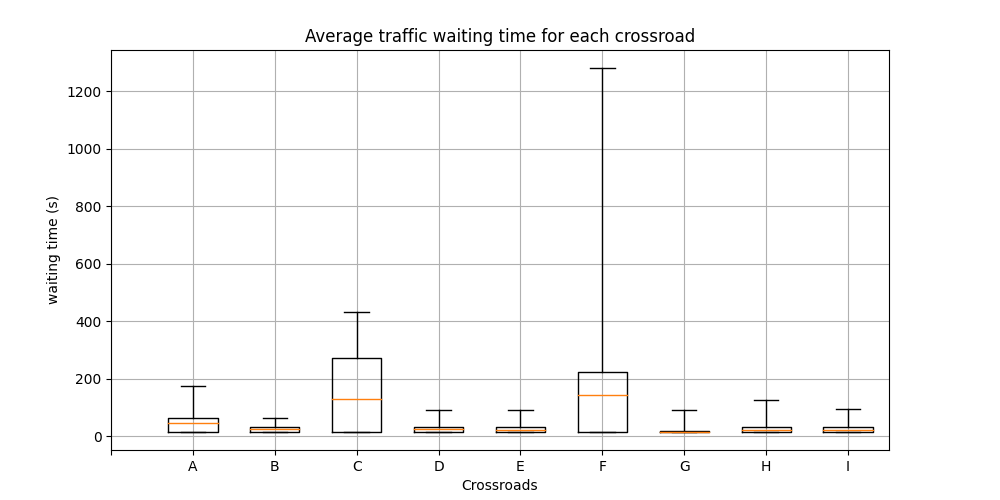 Average traffic waiting time for each crossroad
1200
1000
800
600
400
200
0
waiting time (s)
A B C D E F G H I
Crossroads